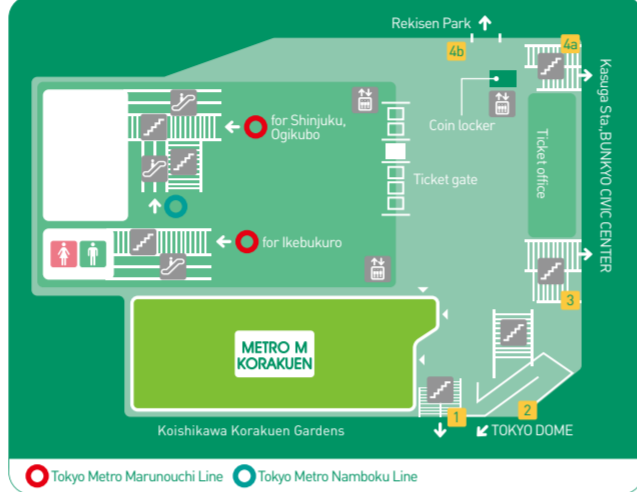 Rekisen Park
4b
4a
for Shinjuku,
Ogikubo
Coin locker
Ticket office
Kasuga Sta,BUNKYO CIVIC CENTER
Ticket gate
for Ikebukuro
3
METRO M
KORAKUEN
1
2
Koishikawa Korakuen Gardens
TOKYO DOME
Tokyo Metro Marunouchi Line
Tokyo Metro Namboku Line